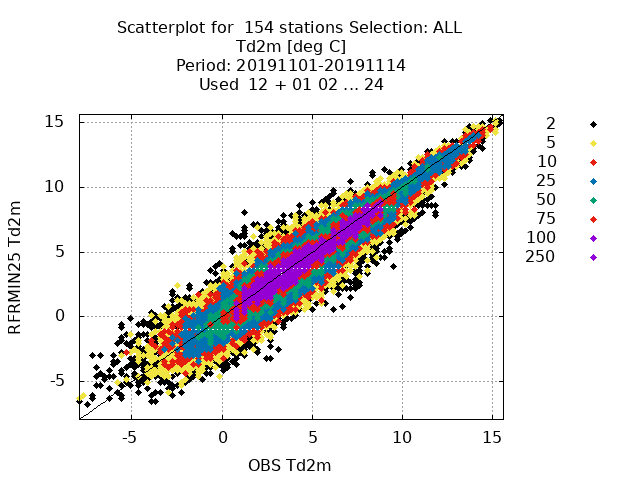 Scatterplot for  154 stations Selection: ALL
Td2m [deg C]
Period: 20191101-20191114
Used  12 + 01 02 ... 24
15
10
5
0
-5
RFRMIN25 Td2m
-5 0 5 10 15
OBS Td2m
2
5
10
25
50
75
100
250